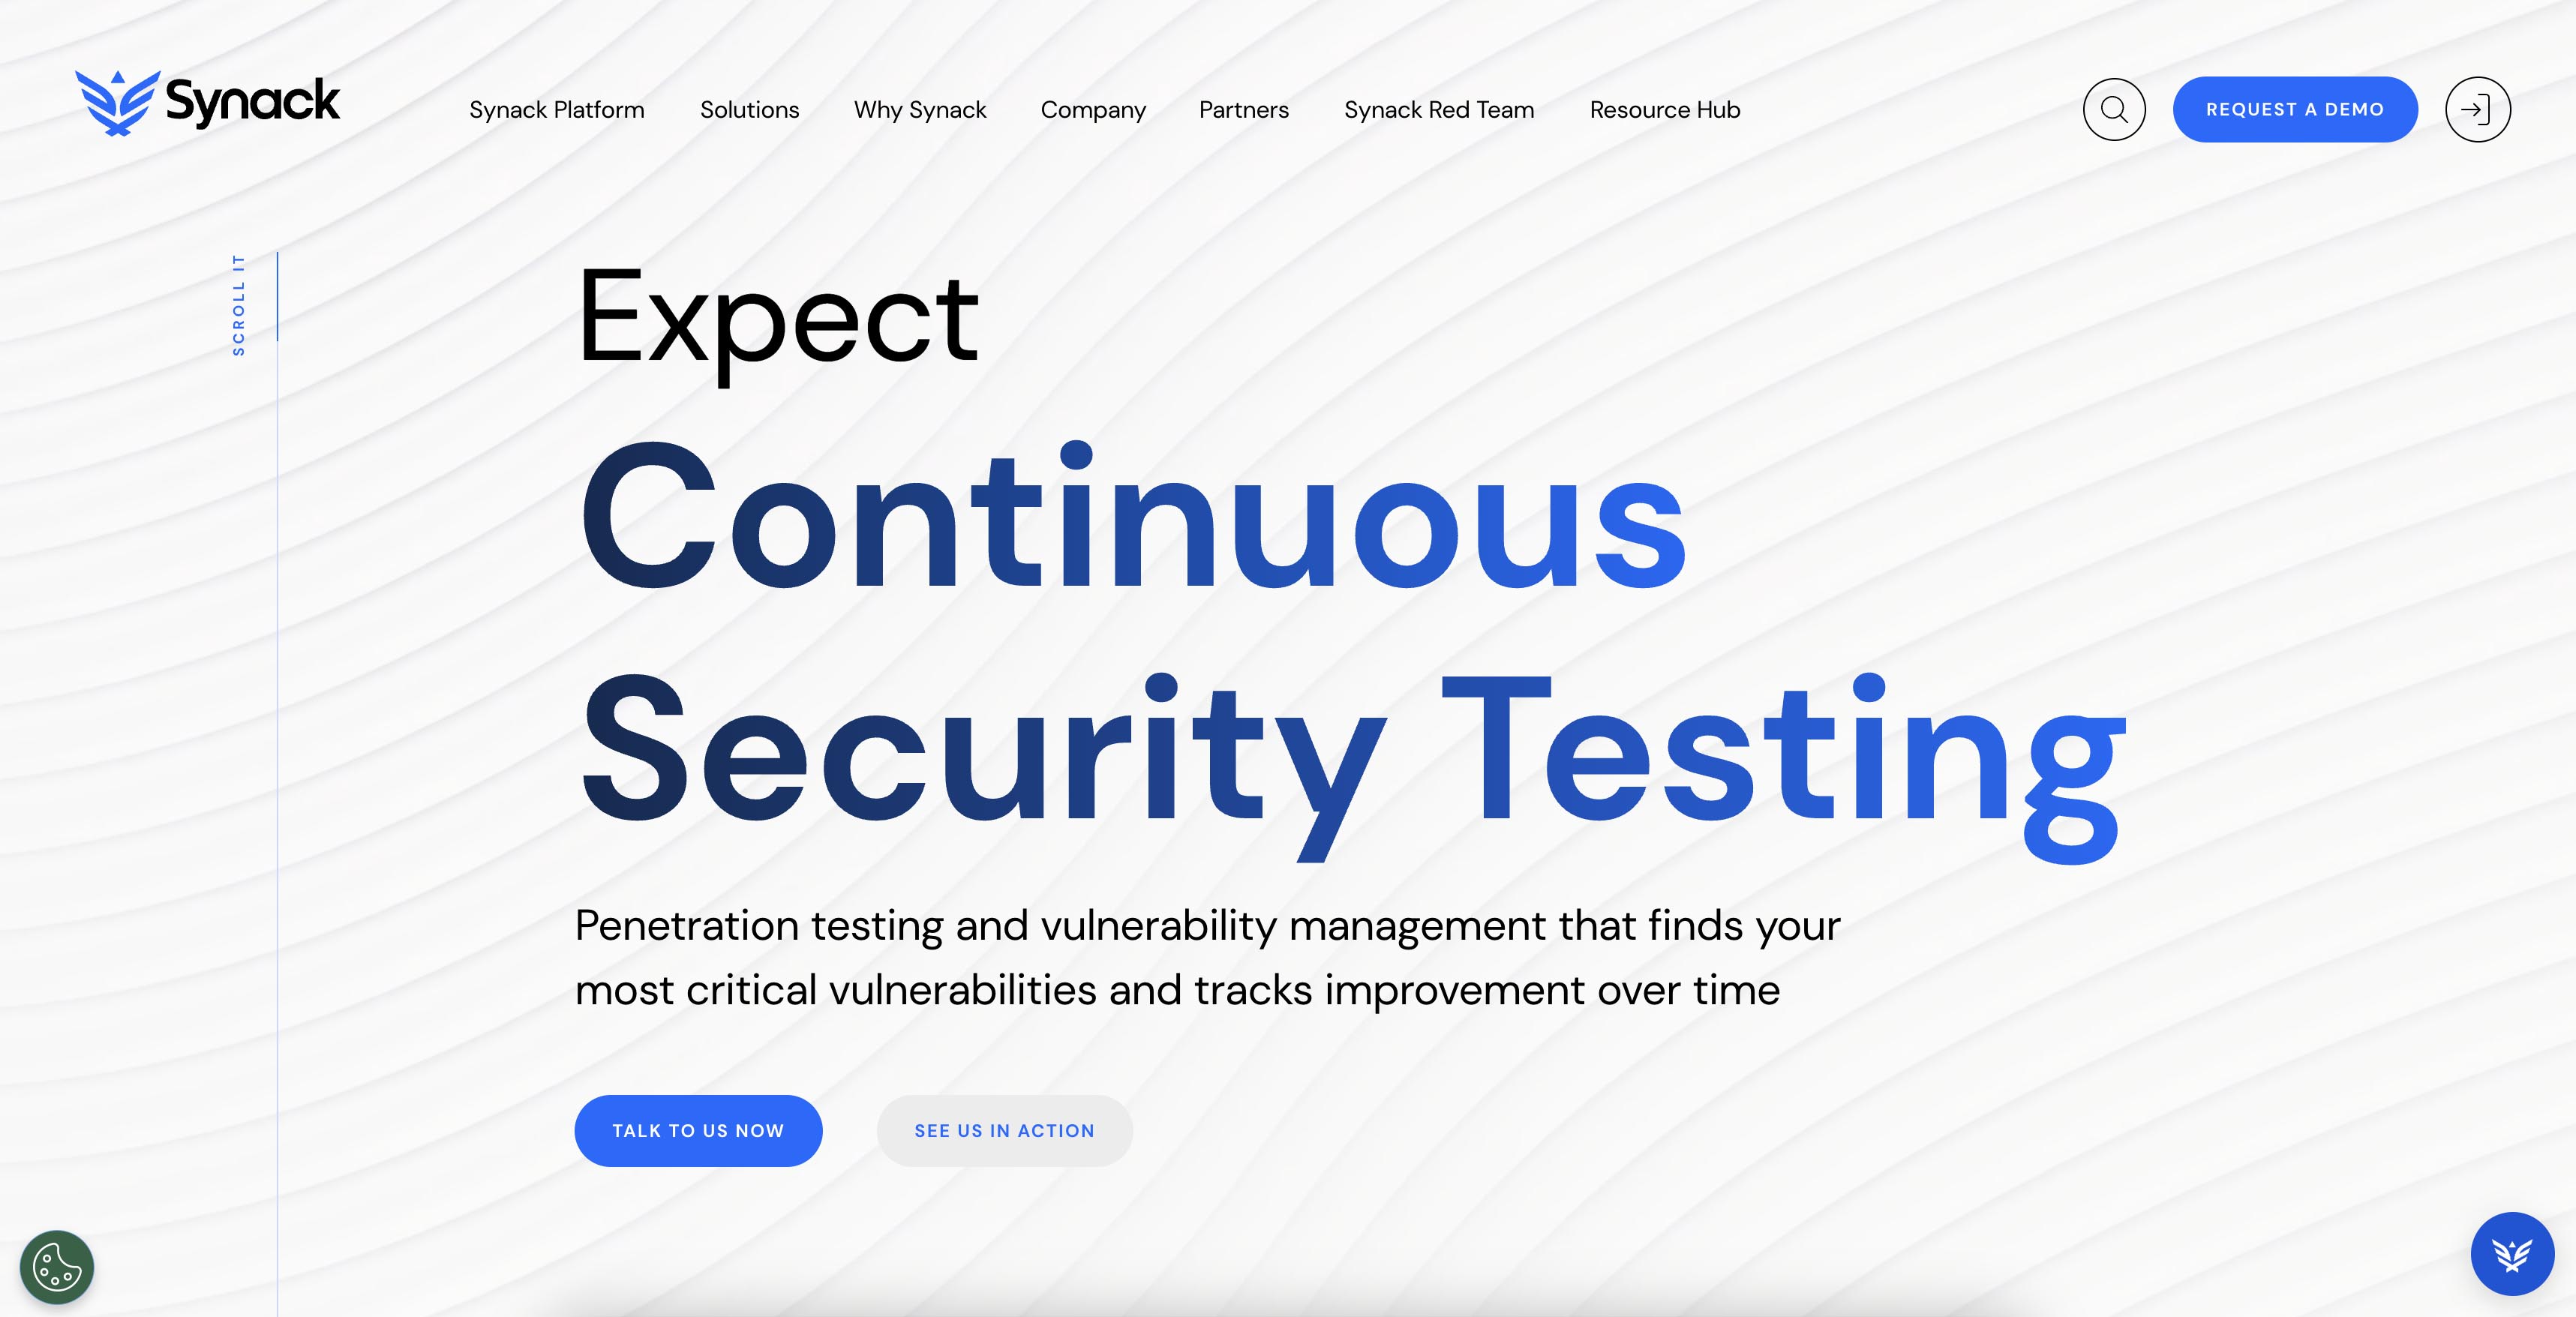 Synack
Synack Platform
Solutions
Why Synack
Company
Partners
Synack Red Team
Resource Hub
REQUEST A DEMO
SCROLL IT
Expect
Continuous
Security Testing
Penetration testing and vulnerability management that finds your
most critical vulnerabilities and tracks improvement over time
TALK TO US NOW
SEE US IN ACTION